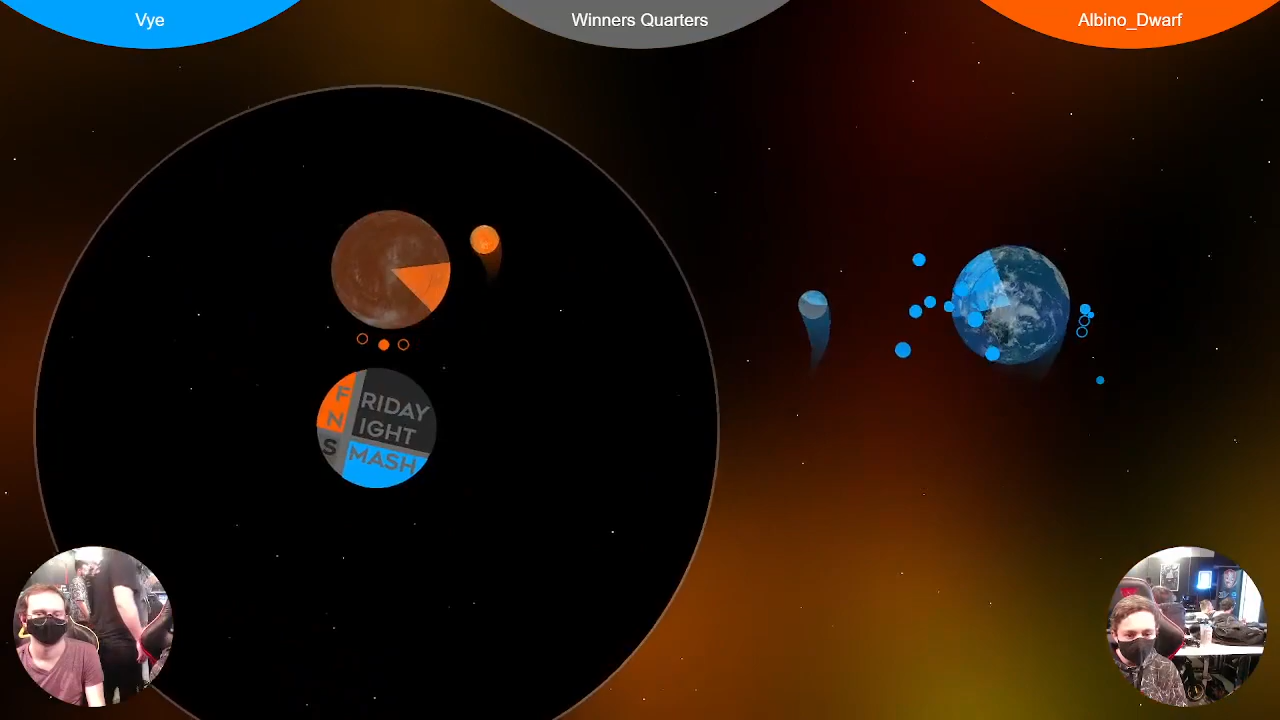 Vye
Winners Quarters
Albino_Dwarf
FRIDAY
NIGHT
SMASH